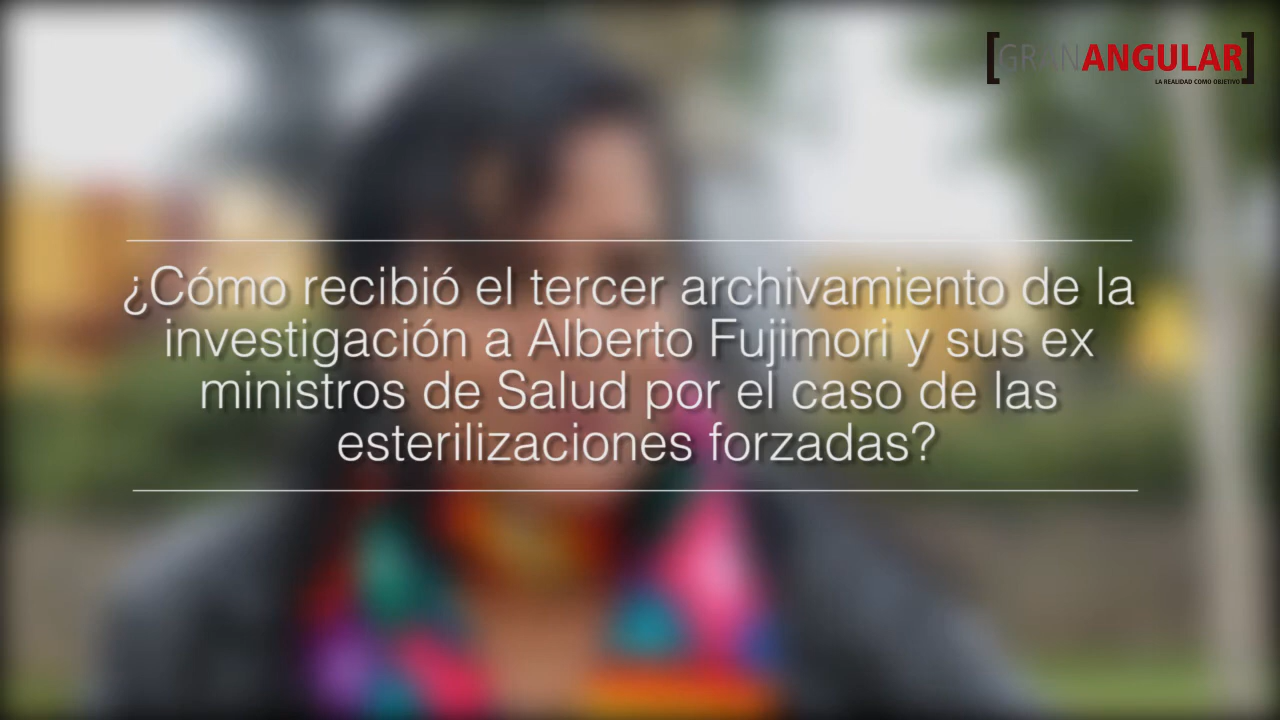 [GRANANGULAR]
LA REALIDAD COMO OBJETIVO
¿Cómo recibió el tercer archivamiento de la
investigación a Alberto Fujimori y sus ex
ministros de Salud por el caso de las
esterilizaciones forzadas?